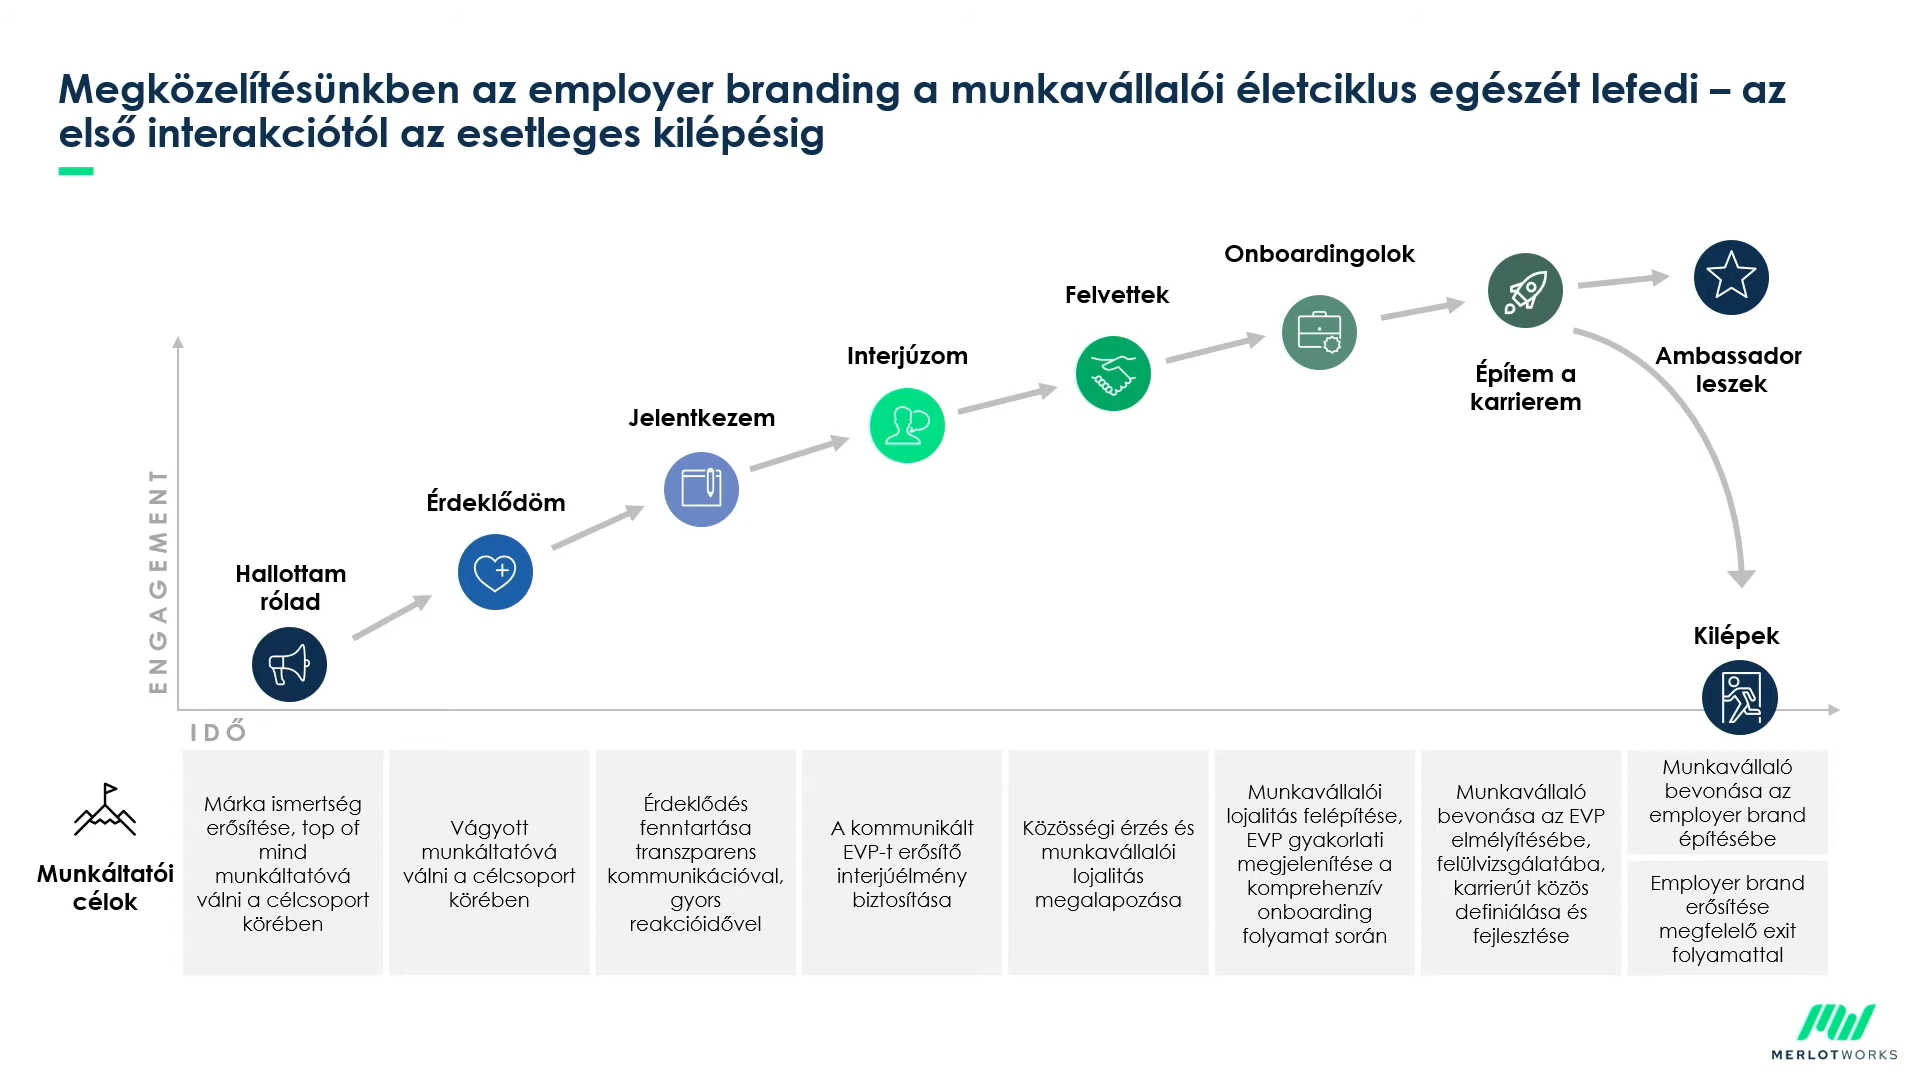 Megközelítésünkben az employer branding a munkavállalói életciklus egészét lefedi – az
első interakciótól az esetleges kilépésig
ENGAGEMENT
IDŐ
Hallottam
rólad
Érdeklődöm
Jelentkezem
Interjúzom
Felvettek
Onboardingolok
Építem a
karrierem
Ambassador
leszek
Kilépek
Munkáltatói
célok
Márka ismertség
erősítése, top of
mind
munkáltatóvá
válni a célcsoport
körében
Vágyott
munkáltatóvá
válni a célcsoport
körében
Érdeklődés
fenntartása
transzparens
kommunikációval,
gyors
reakcióidővel
A kommunikált
EVP-t erősítő
interjúélmény
biztosítása
Közösségi érzés és
munkavállalói
lojalitás
megalapozása
Munkavállalói
lojalitás felépítése,
EVP gyakorlati
megjelenítése a
komprehenzív
onboarding
folyamat során
Munkavállaló
bevonása az EVP
elmélyítésébe,
felülvizsgálatába,
karrierút közös
definiálása és
fejlesztése
Munkavállaló
bevonása az
employer brand
építésébe
Employer brand
erősítése
megfelelő exit
folyamattal
MERLOTWORKS